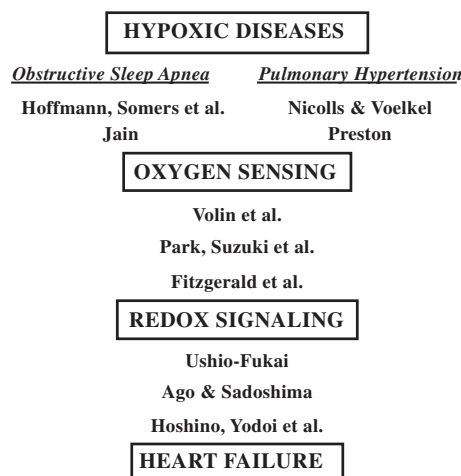 HYPOXIC DISEASES
Obstructive Sleep Apnea Pulmonary Hypertension
Hoffmann, Somers et al. Nicolls & Voelkel
Jain Preston
OXYGEN SENSING
Volin et al.
Park, Suzuki et al.
Fitzgerald et al.
REDOX SIGNALING
Ushio-Fukai
Ago & Sadoshima
Hoshino, Yodoi et al.
HEART FAILURE